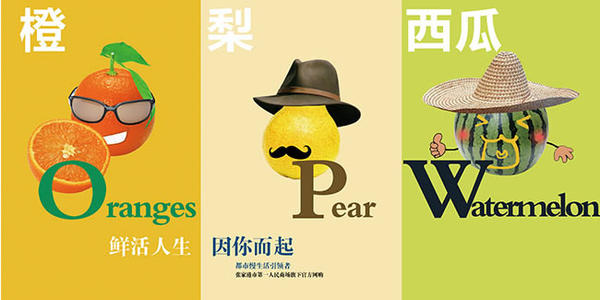 橙
Oranges
鲜活人生
梨
Pear
因你而起
都市慢生活引领者
张家港市第一人民商场旗下官方网购
西瓜
Watermelon